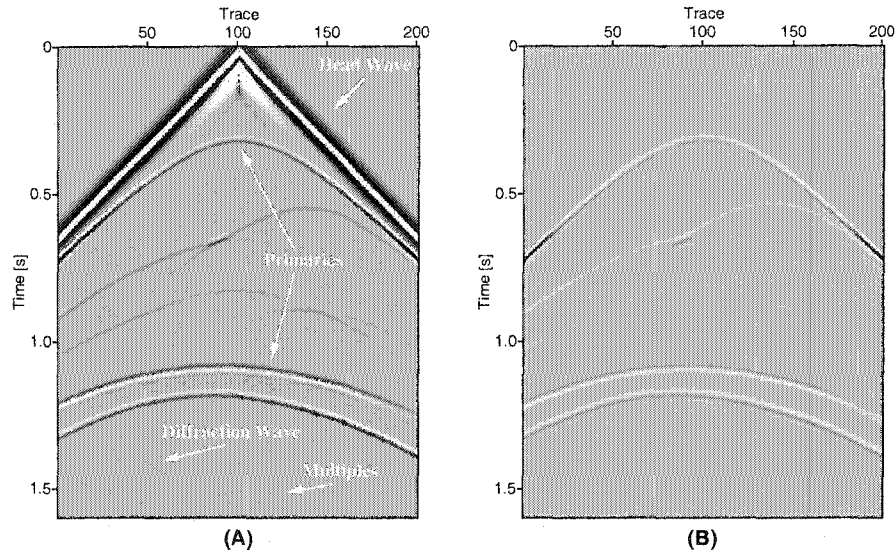 Trace
50 100 150 200
0
0.5
1.0
1.5
Time [s]
Head Wave
Primaries
Diffraction Wave
Multiples
(A)
Trace
50 100 150 200
0
0.5
1.0
1.5
Time [s]
(B)